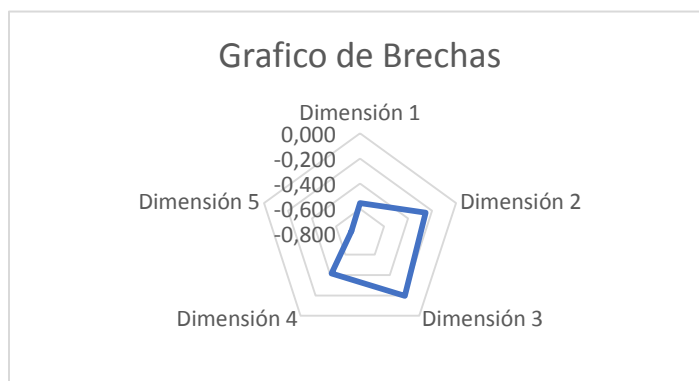 Grafico de Brechas
Dimensión 1
0,000
-0,200
-0,400
-0,600
-0,800
Dimensión 5
Dimensión 2
Dimensión 4
Dimensión 3